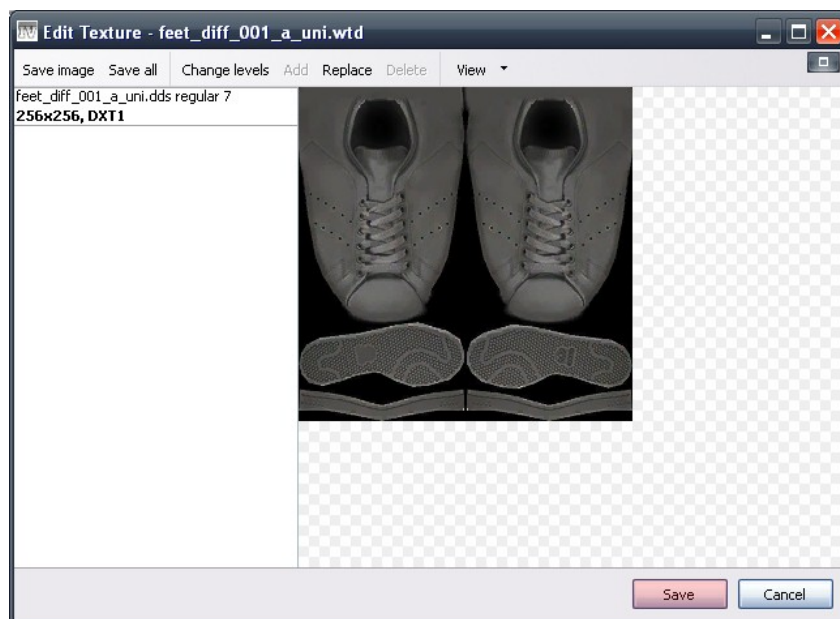 Edit Texture - feet_diff_001_a_uni.wtd
Save image Save all Change levels Add Replace Delete View
feet_diff_001_a_uni.dds regular 7
256x256, DXT1
Save Cancel